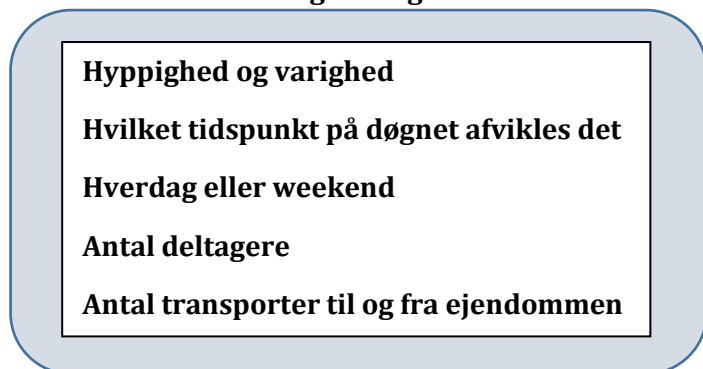 Hyppighed og varighed
Hvilket tidspunkt på døgnet afvikles det
Hverdag eller weekend
Antal deltagere
Antal transporter til og fra ejendommen